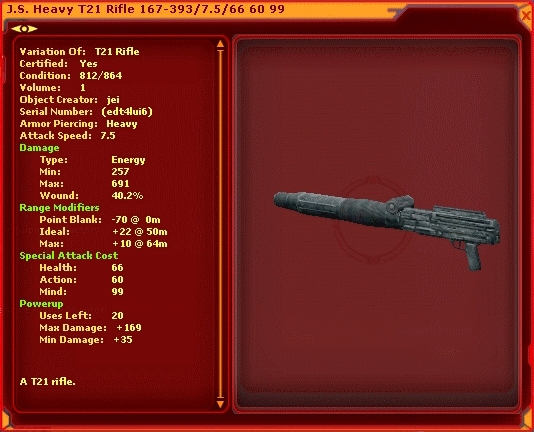 J.S. Heavy T21 Rifle 167-393/7.5/66 60 99
Variation Of: T21 Rifle
Certified: Yes
Condition: 812/864
Volume: 1
Object Creator: jei
Serial Number: (edt4lui6)
Armor Piercing: Heavy
Attack Speed: 7.5
Damage
Type: Energy
Min: 257
Max: 691
Wound: 40.2%
Range Modifiers
Point Blank: -70 @ 0m
Ideal: +22 @ 50m
Max: +10 @ 64m
Special Attack Cost
Health: 66
Action: 60
Mind: 99
Powerup
Uses Left: 20
Max Damage: +169
Min Damage: +35
A T21 rifle.